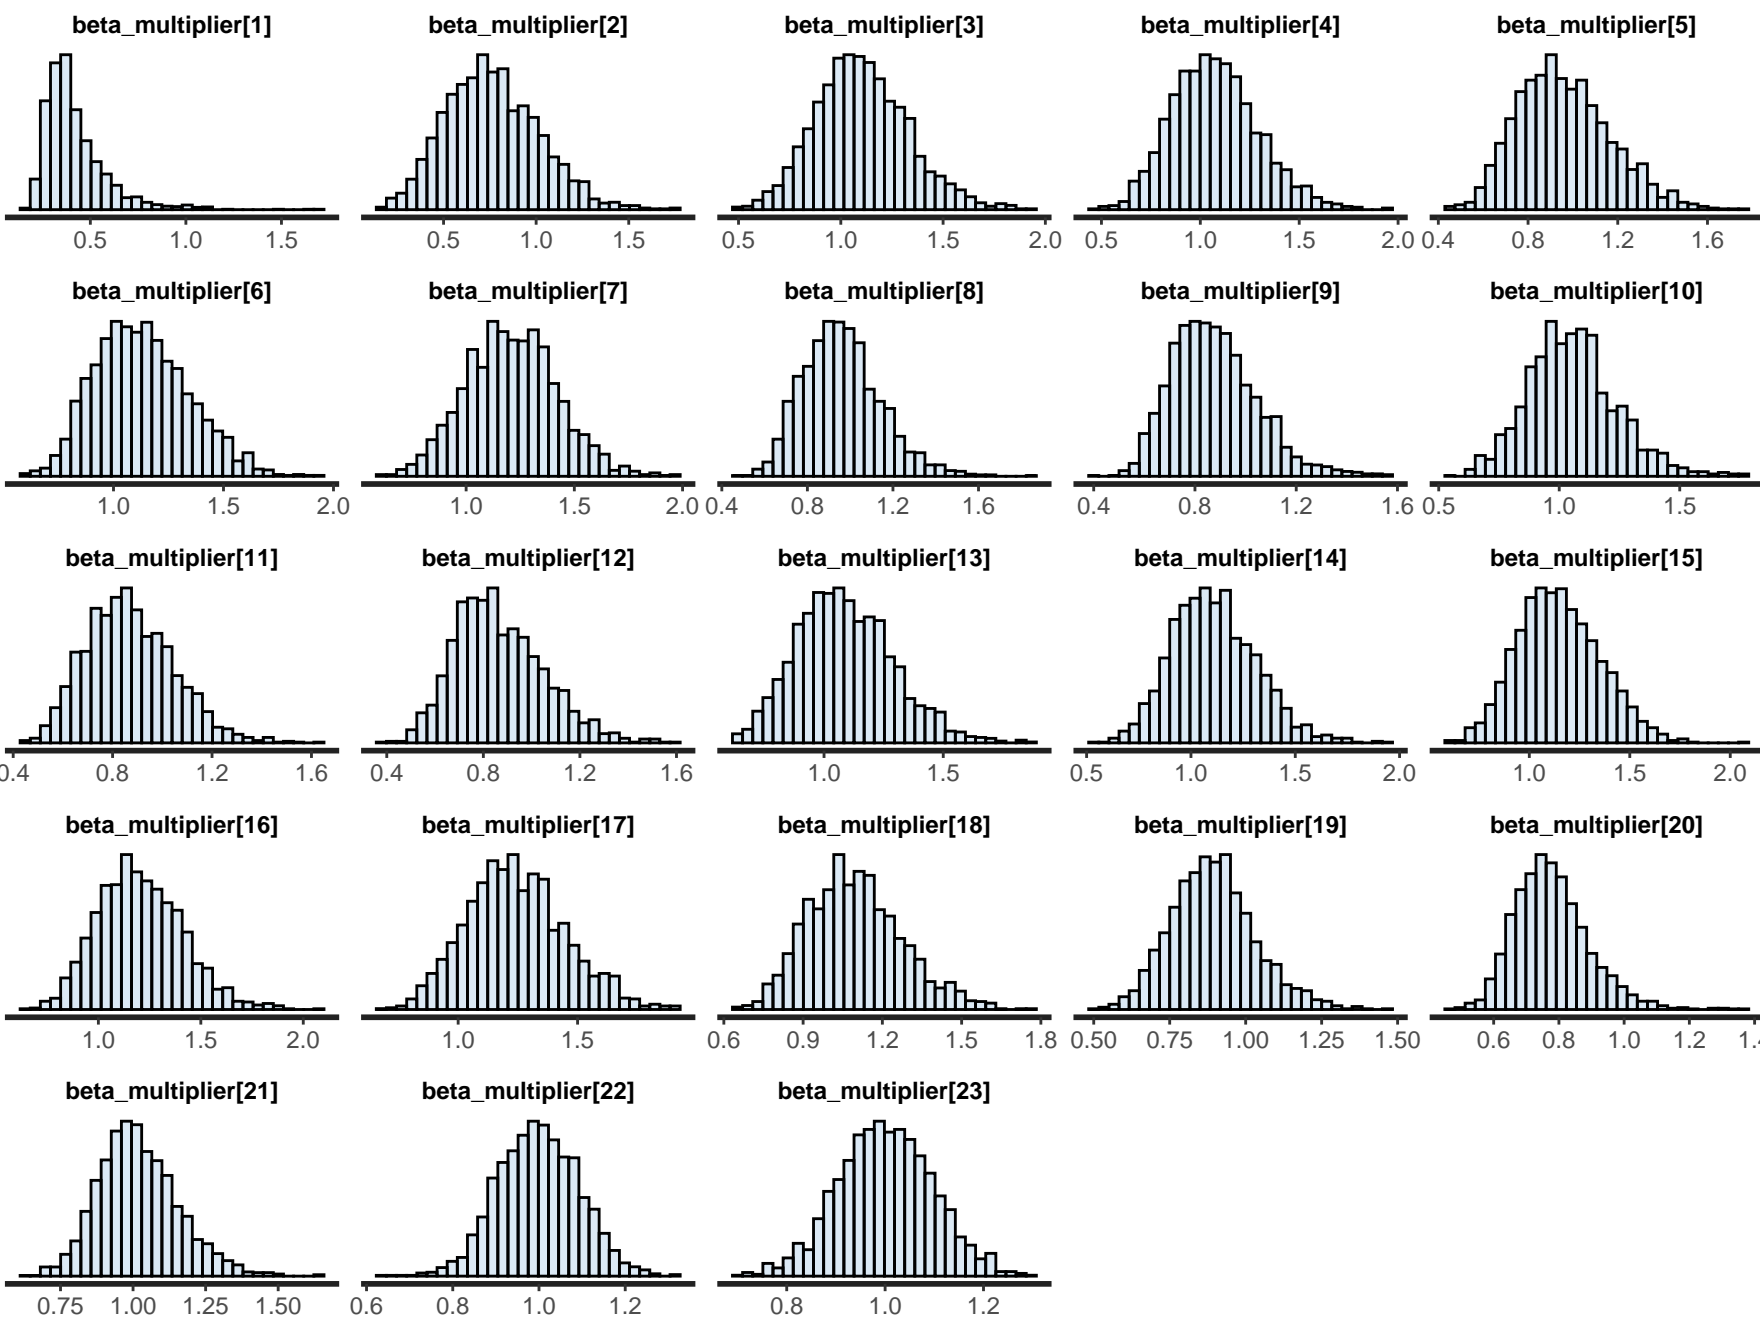 beta_multiplier[1] beta_multiplier[2] beta_multiplier[3] beta_multiplier[4] beta_multiplier[5]
0.5 1.0 1.5 0.5 1.0 1.5 0.5 1.0 1.5 2.0 0.5 1.0 1.5 2.0 0.4 0.8 1.2 1.6
beta_multiplier[6] beta_multiplier[7] beta_multiplier[8] beta_multiplier[9] beta_multiplier[10]
1.0 1.5 2.0 1.0 1.5 2.0 0.4 0.8 1.2 1.6 0.4 0.8 1.2 1.6 0.5 1.0 1.5
beta_multiplier[11] beta_multiplier[12] beta_multiplier[13] beta_multiplier[14] beta_multiplier[15]
0.4 0.8 1.2 1.6 0.4 0.8 1.2 1.6 1.0 1.5 0.5 1.0 1.5 2.0 1.0 1.5 2.0
beta_multiplier[16] beta_multiplier[17] beta_multiplier[18] beta_multiplier[19] beta_multiplier[20]
1.0 1.5 2.0 1.0 1.5 0.6 0.9 1.2 1.5 1.8 0.50 0.75 1.00 1.25 1.50 0.6 0.8 1.0 1.2 1.4
beta_multiplier[21] beta_multiplier[22] beta_multiplier[23]
0.75 1.00 1.25 1.50 0.6 0.8 1.0 1.2 0.8 1.0 1.2